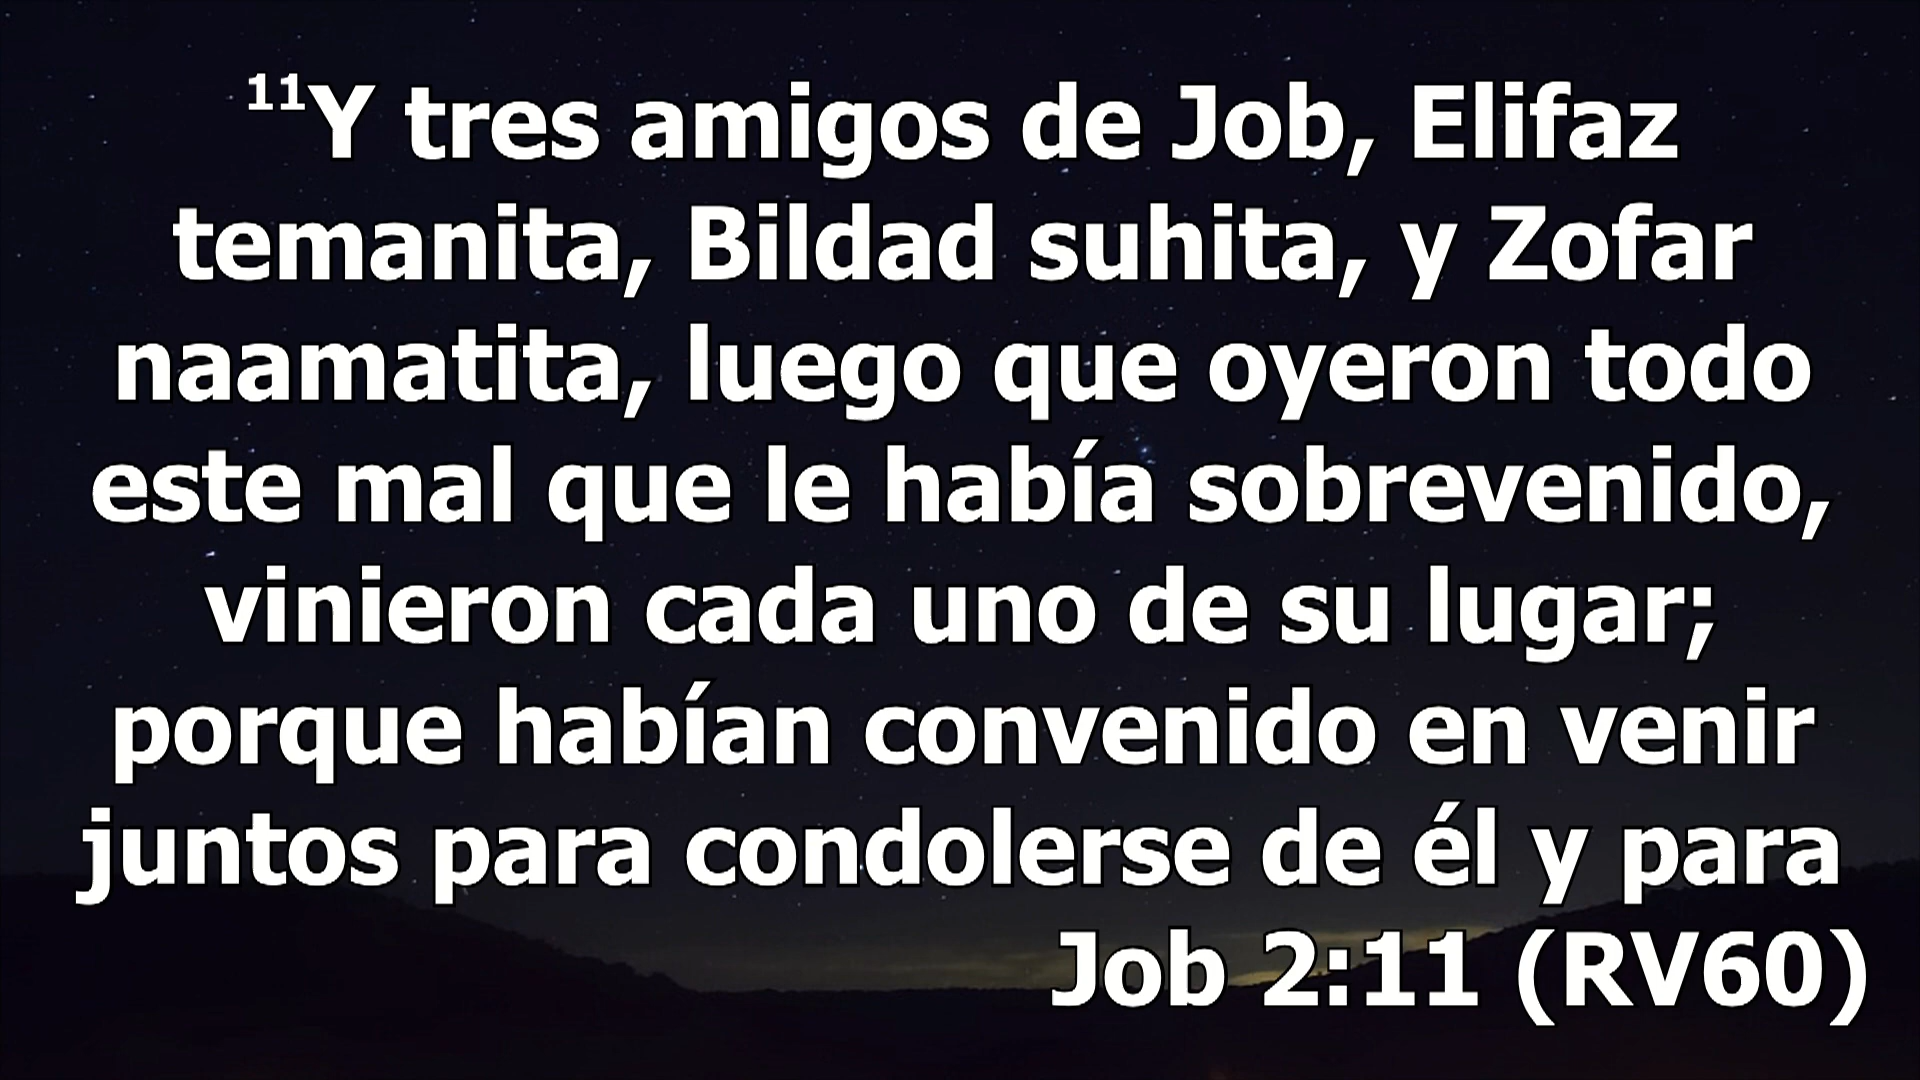 11Y tres amigos de Job, Elifaz
temanita, Bildad suhita, y Zofar
naamatita, luego que oyeron todo
este mal que le había sobrevenido,
vinieron cada uno de su lugar;
porque habían convenido en venir
juntos para condolerse de él y para
Job 2:11 (RV60)